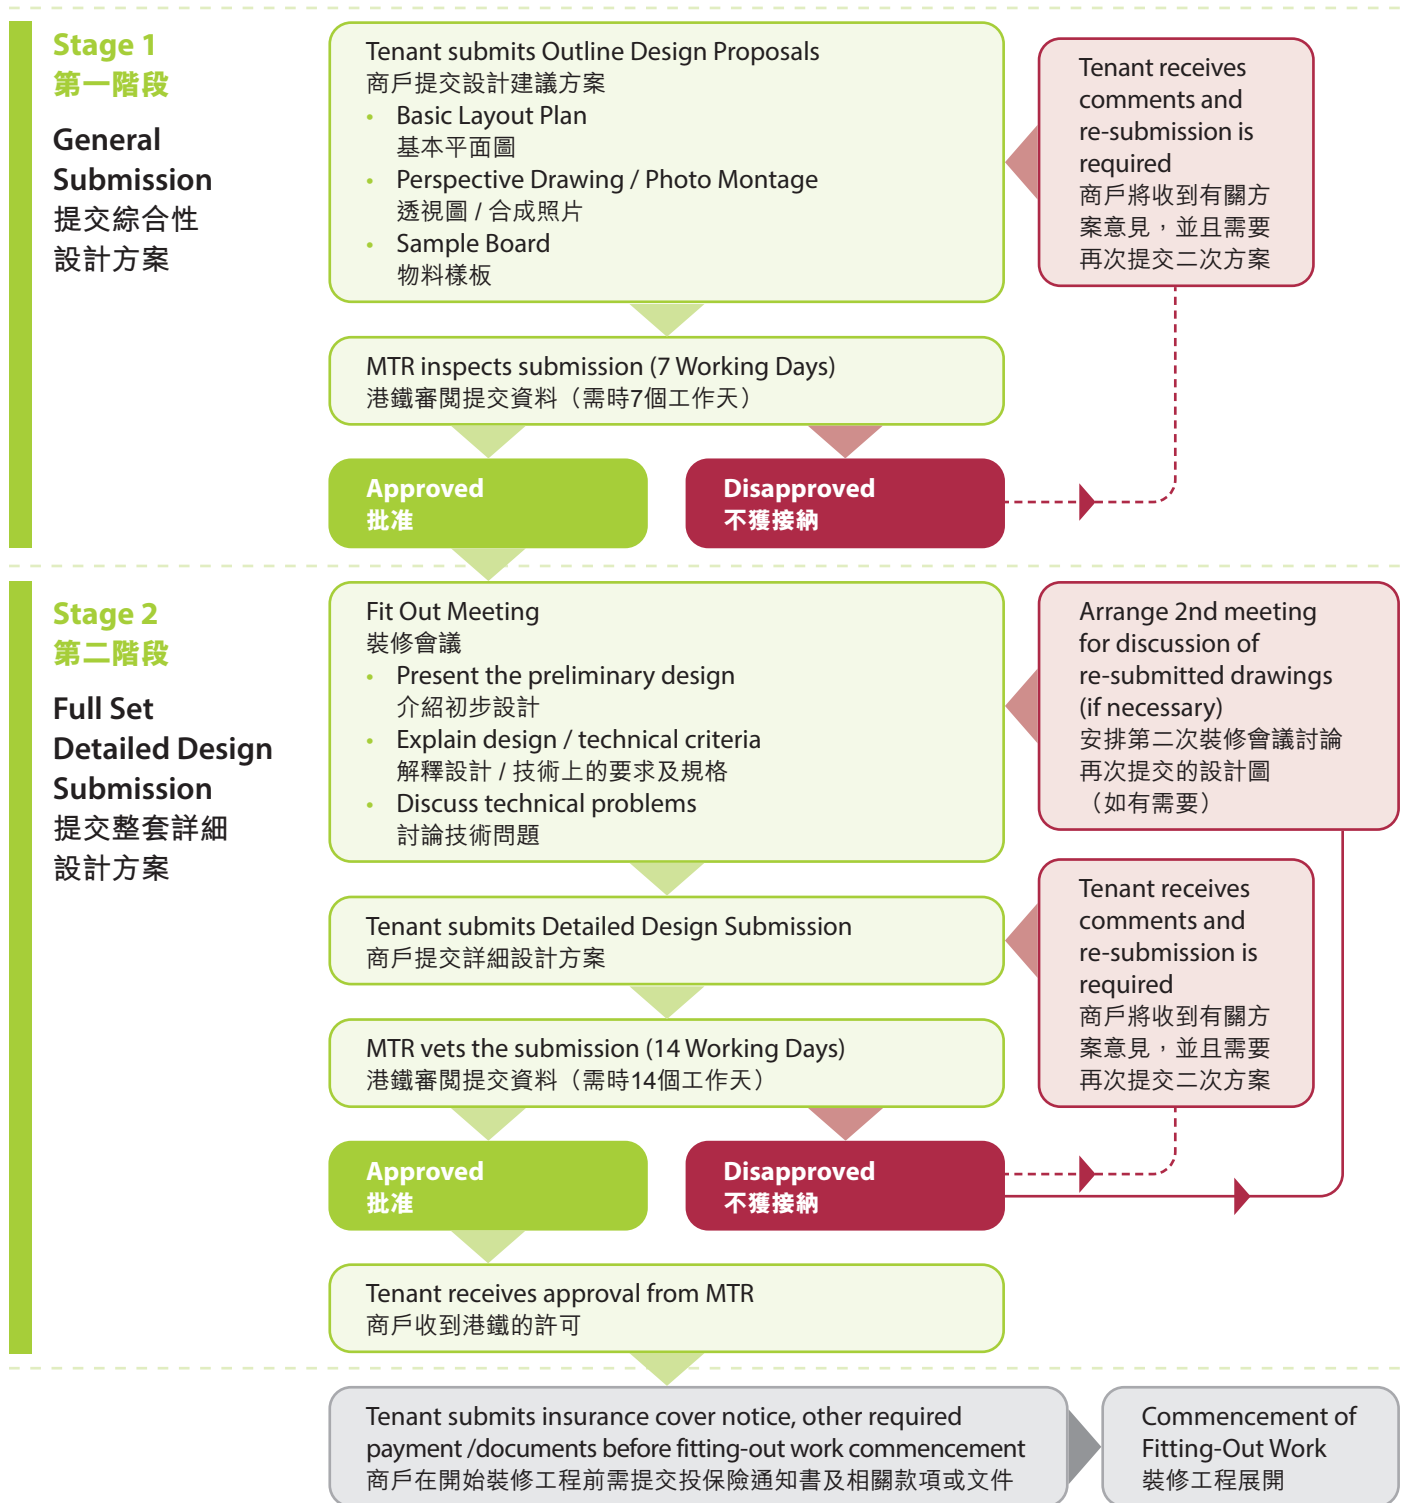 Stage 1
第一階段
General
Submission
提交綜合性
設計方案
Tenant submits Outline Design Proposals
商戶提交設計建議方案
• Basic Layout Plan
基本平面圖
• Perspective Drawing / Photo Montage
透視圖 / 合成照片
• Sample Board
物料樣板
Tenant receives
comments and
re-submission is
required
商戶將收到有關方
案意見，並且需要
再次提交二次方案
MTR inspects submission (7 Working Days)
港鐵審閱提交資料（需時7個工作天）
Approved
批准
Disapproved
不獲接納
Stage 2
第二階段
Full Set
Detailed Design
Submission
提交整套詳細
設計方案
Fit Out Meeting
裝修會議
• Present the preliminary design
介紹初步設計
• Explain design / technical criteria
解釋設計 / 技術上的要求及規格
• Discuss technical problems
討論技術問題
Arrange 2nd meeting
for discussion of
re-submitted drawings
(if necessary)
安排第二次裝修會議討論
再次提交的設計圖
（如有需要）
Tenant submits Detailed Design Submission
商戶提交詳細設計方案
Tenant receives
comments and
re-submission is
required
商戶將收到有關方
案意見，並且需要
再次提交二次方案
MTR vets the submission (14 Working Days)
港鐵審閱提交資料（需時14個工作天）
Approved
批准
Disapproved
不獲接納
Tenant receives approval from MTR
商戶收到港鐵的許可
Tenant submits insurance cover notice, other required
payment /documents before fitting-out work commencement
商戶在開始裝修工程前需提交投保險通知書及相關款項或文件
Commencement of
Fitting-Out Work
裝修工程展開